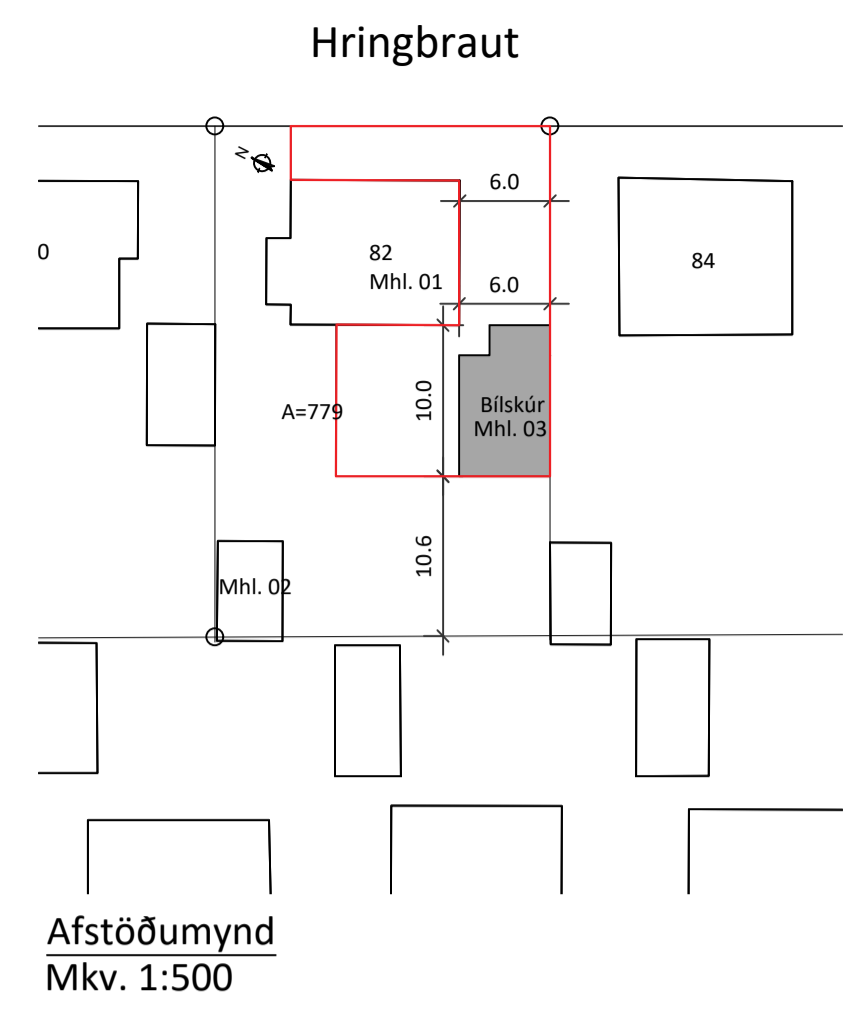 Hringbraut
N
6.0
0
82
Mhl. 01
84
6.0
10.0
A=779
Bílskúr
Mhl. 03
10.6
Mhl. 02
Afstöðumynd
Mkv. 1:500